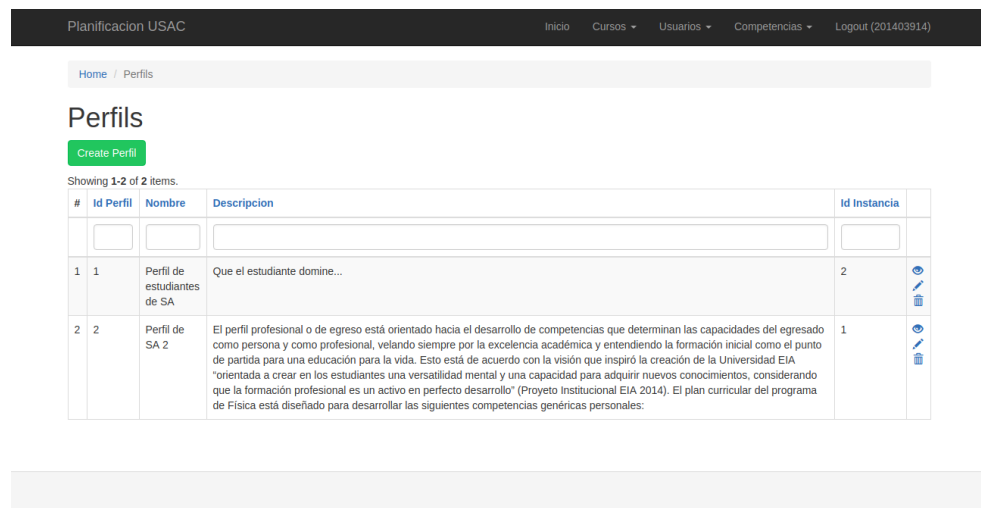 Planificacion USAC Inicio Cursos Usuarios Competencias Logout (201403914)
Home / Perfils
Perfils
Create Perfil
Showing 1-2 of 2 items.
# Id Perfil Nombre Descripcion Id Instancia
1 1 Perfil de estudiantes de SA Que el estudiante domine... 2
2 2 Perfil de SA 2 El perfil profesional o de egreso está orientado hacia el desarrollo de competencias que determinan las capacidades del egresado 1
como persona y como profesional, velando siempre por la excelencia académica y entendiendo la formación inicial como el punto
de partida para una educación para la vida. Esto está de acuerdo con la visión que inspiró la creación de la Universidad EIA
“orientada a crear en los estudiantes una versatilidad mental y una capacidad para adquirir nuevos conocimientos, considerando
que la formación profesional es un activo en perfecto desarrollo” (Proyeto Institucional EIA 2014). El plan curricular del programa
de Física está diseñado para desarrollar las siguientes competencias genéricas personales: